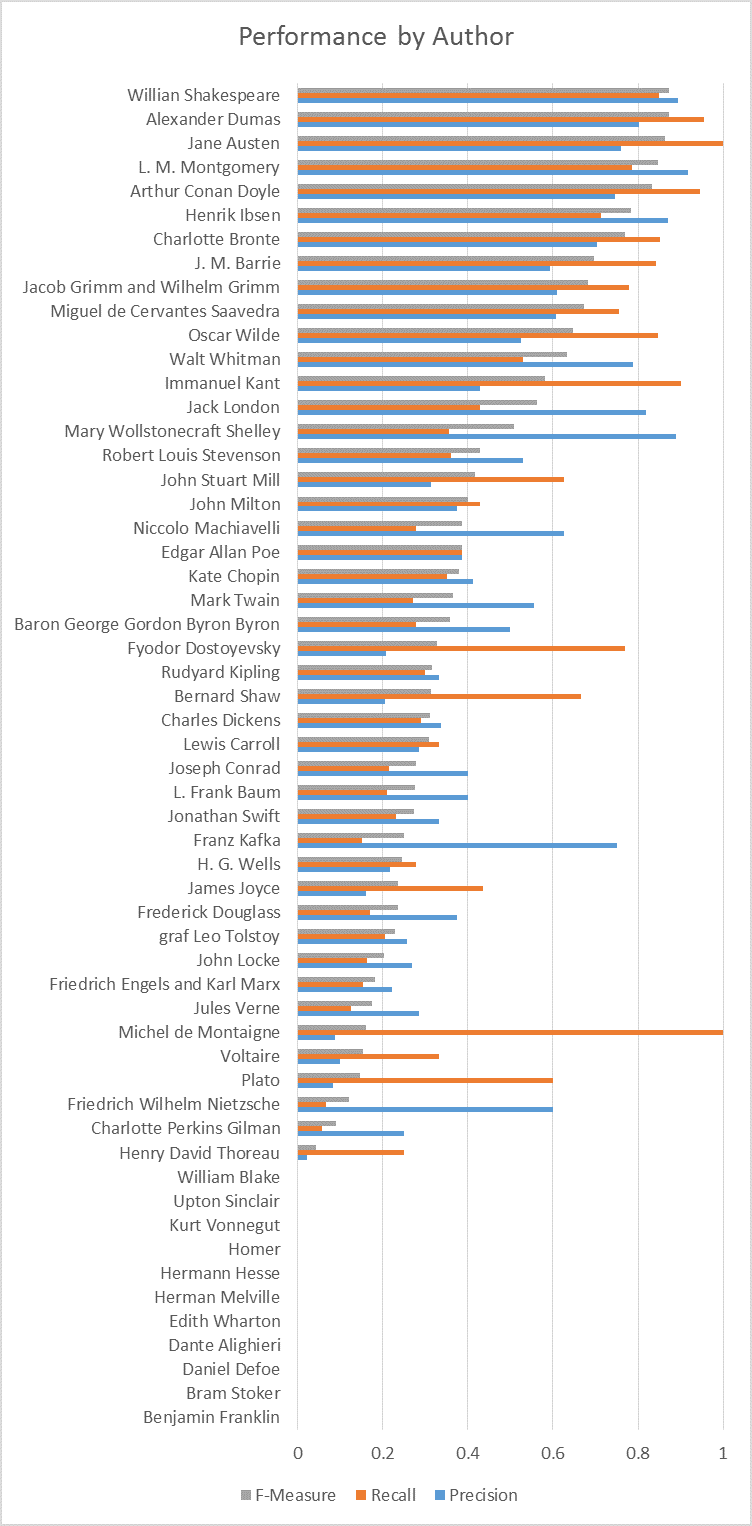 Performance by Author
Willian Shakespeare
Alexander Dumas
Jane Austen
L. M. Montgomery
Arthur Conan Doyle
Henrik Ibsen
Charlotte Bronte
J. M. Barrie
Jacob Grimm and Wilhelm Grimm
Miguel de Cervantes Saavedra
Oscar Wilde
Walt Whitman
Immanuel Kant
Jack London
Mary Wollstonecraft Shelley
Robert Louis Stevenson
John Stuart Mill
John Milton
Niccolo Machiavelli
Edgar Allan Poe
Kate Chopin
Mark Twain
Baron George Gordon Byron Byron
Fyodor Dostoyevsky
Rudyard Kipling
Bernard Shaw
Charles Dickens
Lewis Carroll
Joseph Conrad
L. Frank Baum
Jonathan Swift
Franz Kafka
H. G. Wells
James Joyce
Frederick Douglass
graf Leo Tolstoy
John Locke
Friedrich Engels and Karl Marx
Jules Verne
Michel de Montaigne
Voltaire
Plato
Friedrich Wilhelm Nietzsche
Charlotte Perkins Gilman
Henry David Thoreau
William Blake
Upton Sinclair
Kurt Vonnegut
Homer
Hermann Hesse
Herman Melville
Edith Wharton
Dante Alighieri
Daniel Defoe
Bram Stoker
Benjamin Franklin
0 0.2 0.4 0.6 0.8 1
F-Measure Recall Precision